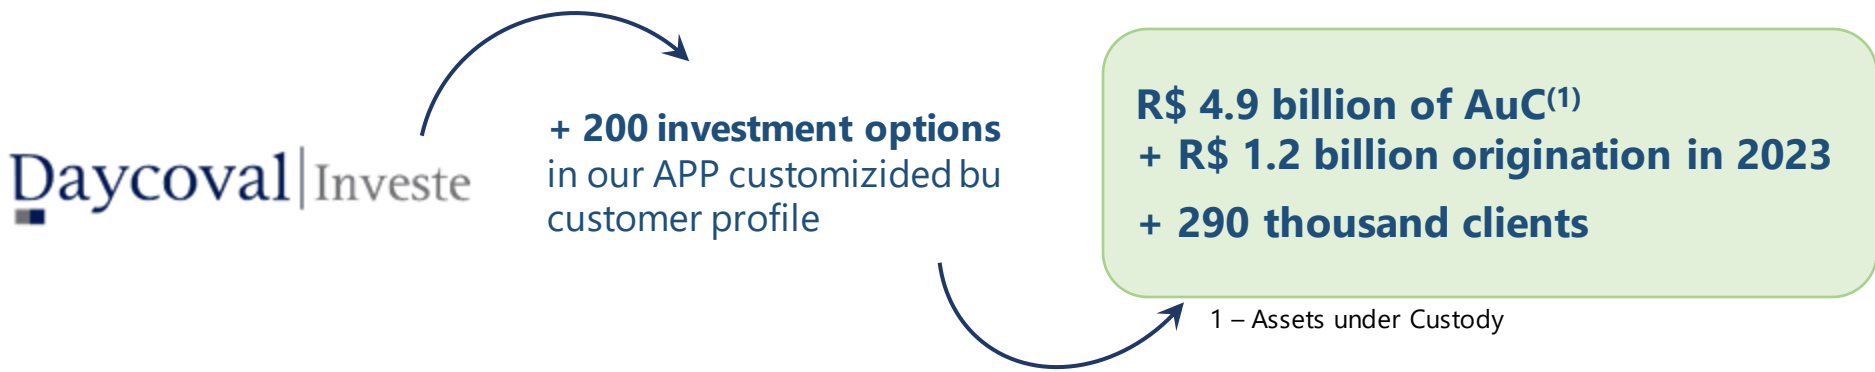 Daycoval Investe
+ 200 investment options
in our APP customizided bu
customer profile
R$ 4.9 billion of AuC(1)
+ R$ 1.2 billion origination in 2023
+ 290 thousand clients
1 – Assets under Custody